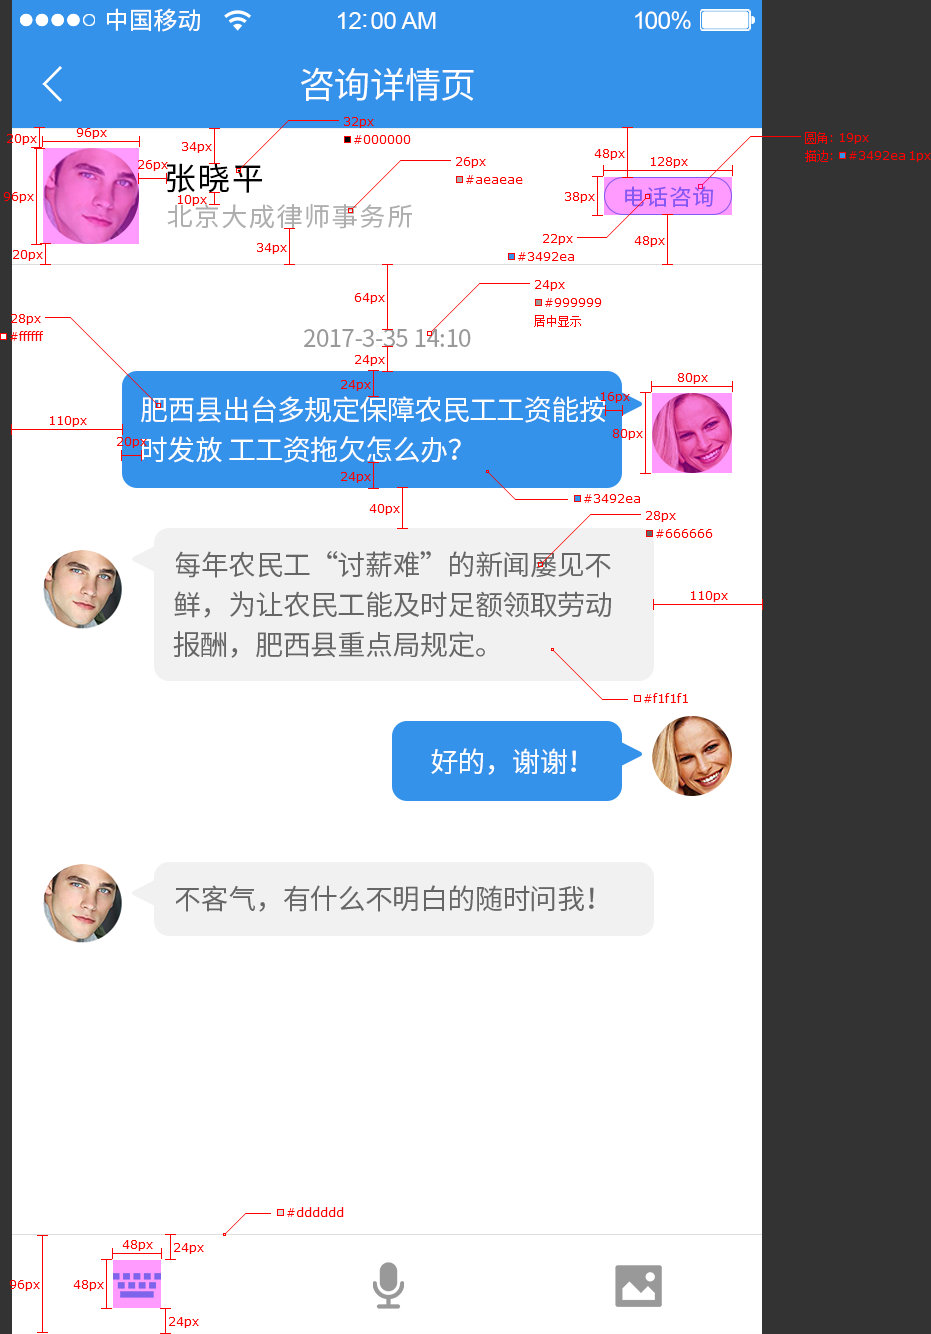 中国移动
12:00 AM
100%
咨询详情页
32px
#000000
20px
96px
34px
26px
48px
128px
圆角：19px
描边：#3492ea 1px
26px
#aeaeae
张晓平
96px
10px
38px
电话咨询
北京大成律师事务所
22px
48px
20px
34px
#3492ea
64px
24px
#999999
居中显示
28px
#ffffff
2017-3-35 14:10
24px
24px
80px
16px
肥西县出台多规定保障农民工工资能按
110px
20px
80px
时发放 工工资拖欠怎么办？
24px
#3492ea
40px
28px
#666666
每年农民工“讨薪难”的新闻屡见不
鲜，为让农民工能及时足额领取劳动
110px
报酬，肥西县重点局规定。
#f1f1f1
好的，谢谢！
不客气，有什么不明白的随时问我！
#dddddd
48px
24px
96px
48px
24px